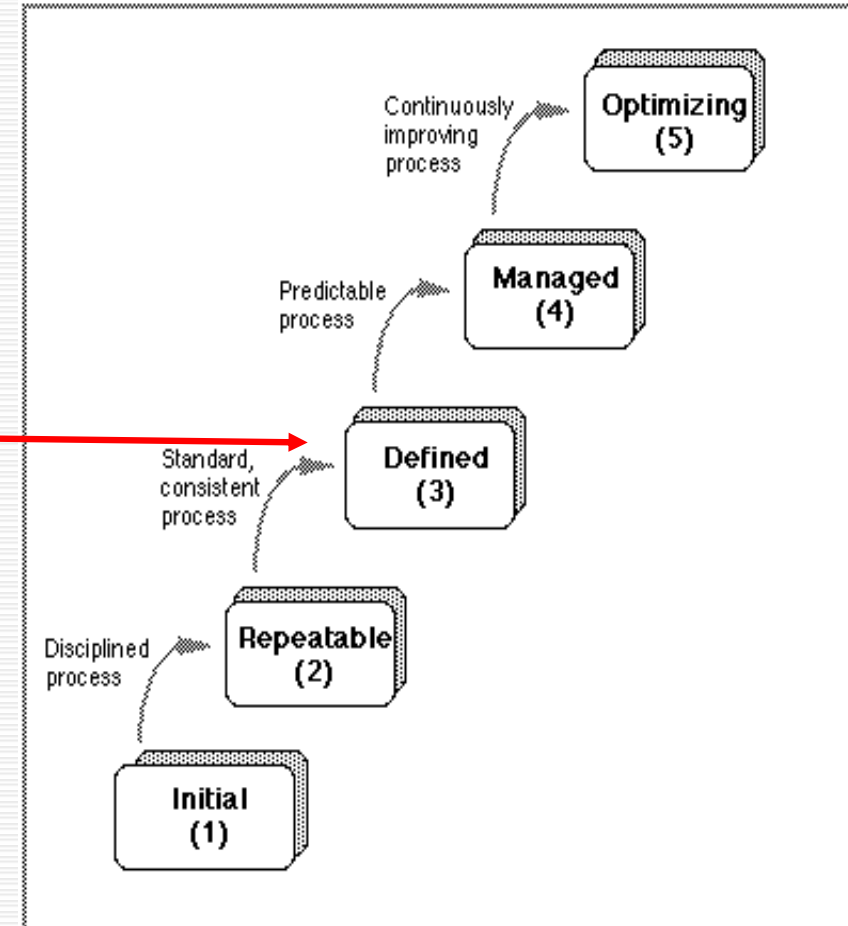 Continuously
improving
process
Optimizing
(5)
Predictable
process
Managed
(4)
Standard,
consistent
process
Defined
(3)
Disciplined
process
Repeatable
(2)
Initial
(1)